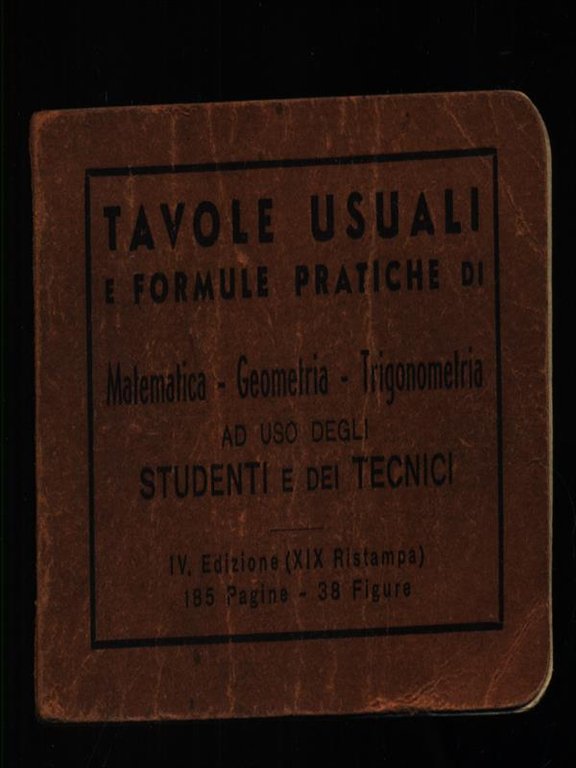 TAVOLE USUALI
E FORMULE PRATICHE DI
Matematica - Geometria - Trigonometria
AD USO DEGLI
STUDENTI E DEI TECNICI
IV. Edizione (XIX Ristampa)
185 Pagine - 38 Figure